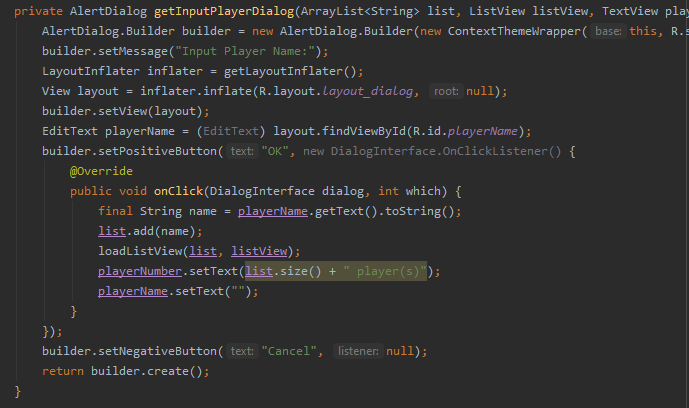 private AlertDialog getInputPlayerDialog(ArrayList<String> list, ListView listView, TextView play
AlertDialog.Builder builder = new AlertDialog.Builder(new ContextThemeWrapper( base: this, R.s
builder.setMessage("Input Player Name:");
LayoutInflater inflater = getLayoutInflater();
View layout = inflater.inflate(R.layout.layout_dialog, root: null);
builder.setView(layout);
EditText playerName = (EditText) layout.findViewById(R.id.playerName);
builder.setPositiveButton( text: "OK", new DialogInterface.OnClickListener() {
@Override
public void onClick(DialogInterface dialog, int which) {
final String name = playerName.getText().toString();
list.add(name);
loadListView(list, listView);
playerNumber.setText(list.size() + " player(s)");
playerName.setText("");
}
});
builder.setNegativeButton( text: "Cancel", listener: null);
return builder.create();
}